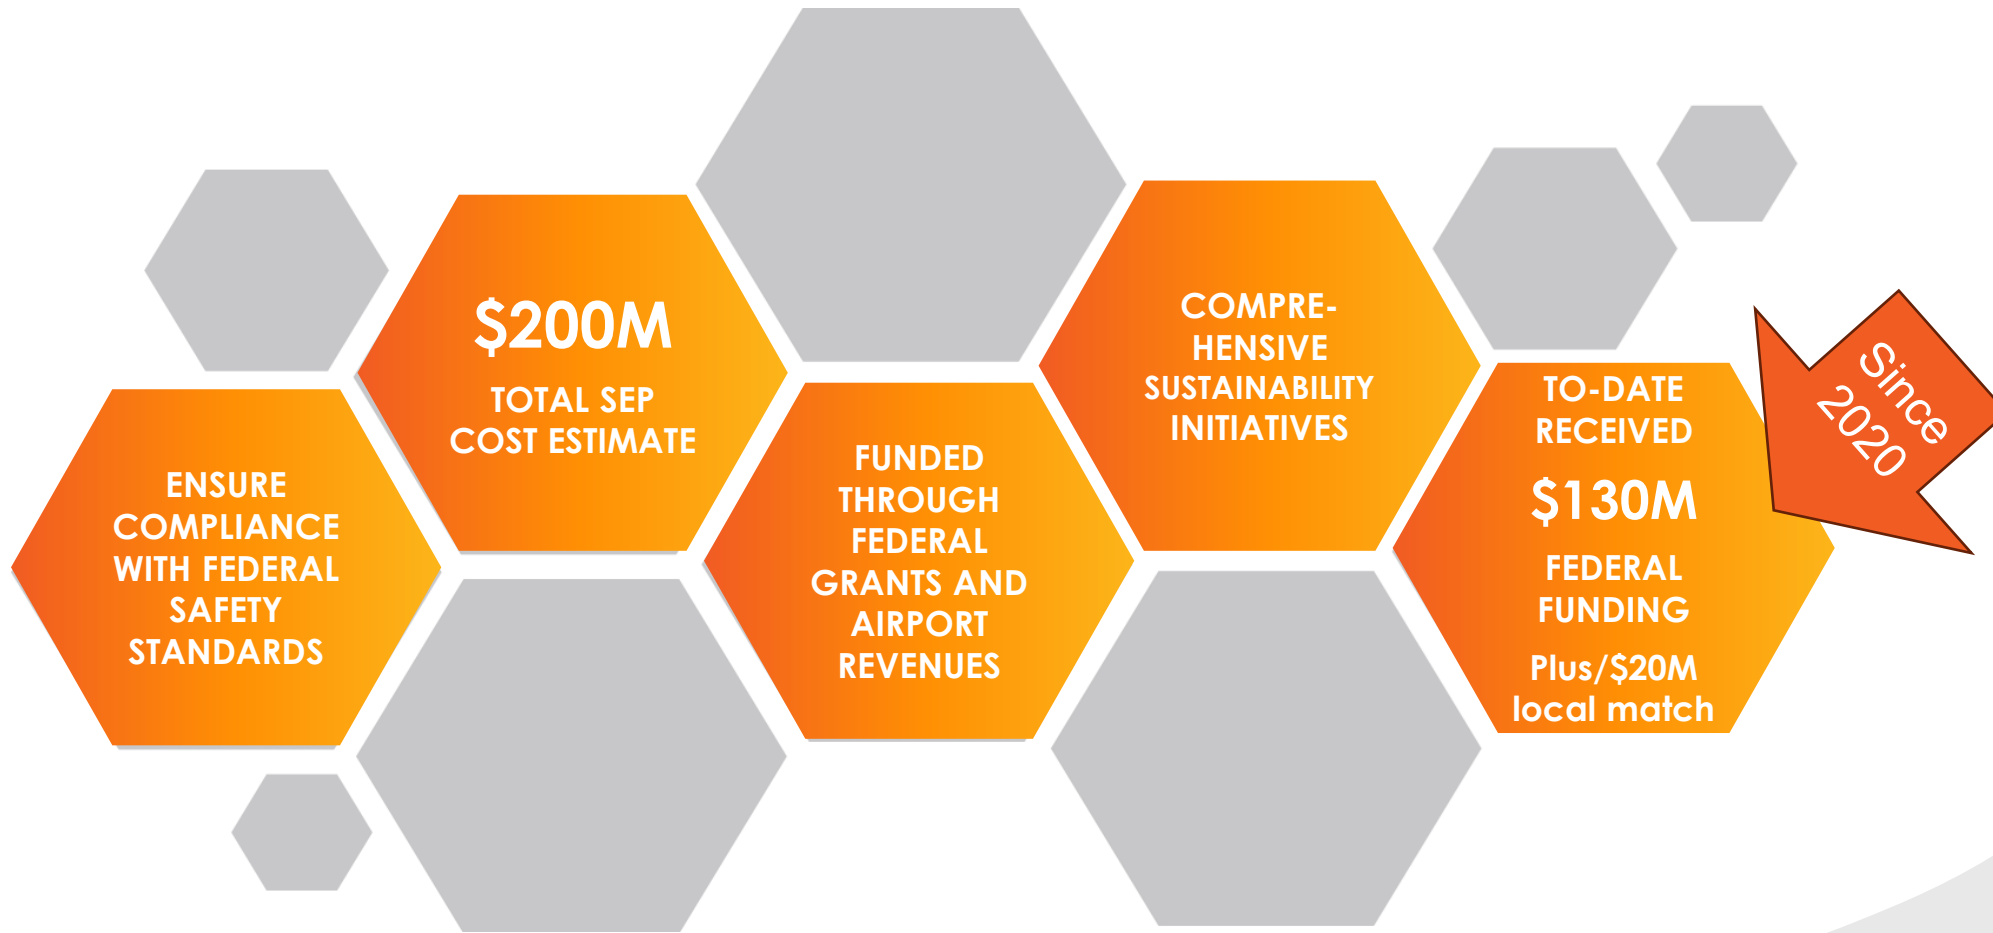 ENSURE
COMPLIANCE
WITH FEDERAL
SAFETY
STANDARDS
$200M
TOTAL SEP
COST ESTIMATE
FUNDED
THROUGH
FEDERAL
GRANTS AND
AIRPORT
REVENUES
COMPRE-
HENSIVE
SUSTAINABILITY
INITIATIVES
TO-DATE
RECEIVED
$130M
FEDERAL
FUNDING
Plus/$20M
local match
Since
2020